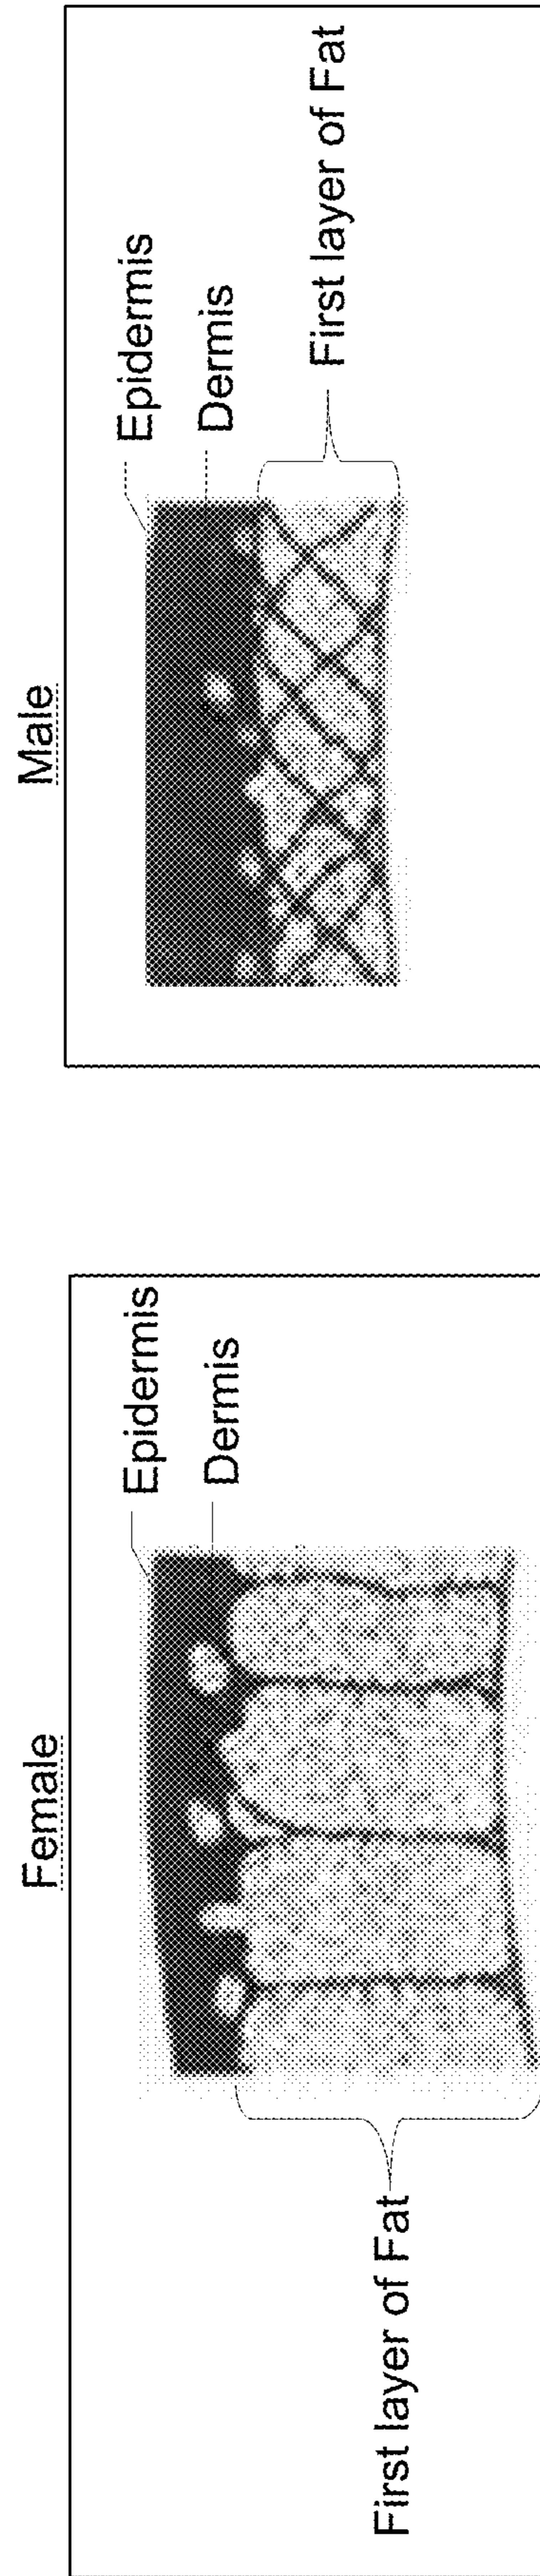 Female
Epidermis
Dermis
First layer of Fat
Male
Epidermis
Dermis
First layer of Fat